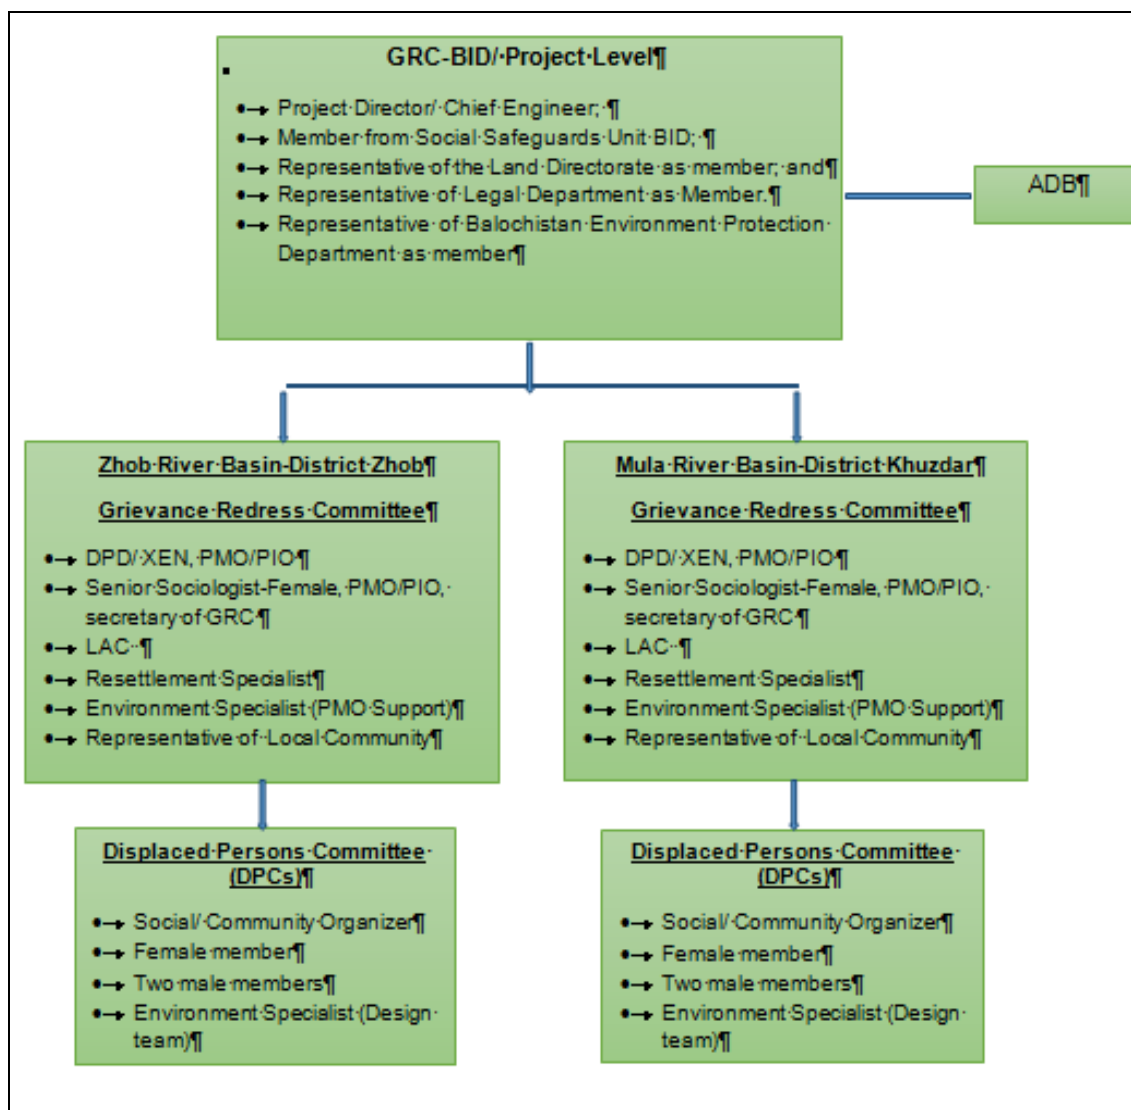 GRC-BID/·Project·Level¶
●→ Project·Director/·Chief·Engineer;·¶
●→ Member·from·Social·Safeguards·Unit·BID;·¶
●→ Representative·of·the·Land·Directorate·as·member;·and¶
●→ Representative·of·Legal·Department·as·Member.¶
●→ Representative·of·Balochistan·Environment·Protection·
Department·as·member¶
ADB¶
Zhob·River·Basin-District·Zhob¶
Grievance·Redress·Committee¶
●→ DPD/·XEN,·PMO/PIO¶
●→ Senior·Sociologist-Female,·PMO/PIO,·
secretary·of·GRC¶
●→ LAC··¶
●→ Resettlement·Specialist¶
●→ Environment·Specialist·(PMO·Support)¶
●→ Representative·of··Local·Community¶
Mula·River·Basin-District·Khuzdar¶
Grievance·Redress·Committee¶
●→ DPD/·XEN,·PMO/PIO¶
●→ Senior·Sociologist-Female,·PMO/PIO,·
secretary·of·GRC¶
●→ LAC··¶
●→ Resettlement·Specialist¶
●→ Environment·Specialist·(PMO·Support)¶
●→ Representative·of··Local·Community¶
Displaced·Persons·Committee·
(DPCs)¶
●→ Social/·Community·Organizer¶
●→ Female·member¶
●→ Two·male·members¶
●→ Environment·Specialist·(Design·
team)¶
Displaced·Persons·Committee·
(DPCs)¶
●→ Social/·Community·Organizer¶
●→ Female·member¶
●→ Two·male·members¶
●→ Environment·Specialist·(Design·
team)¶